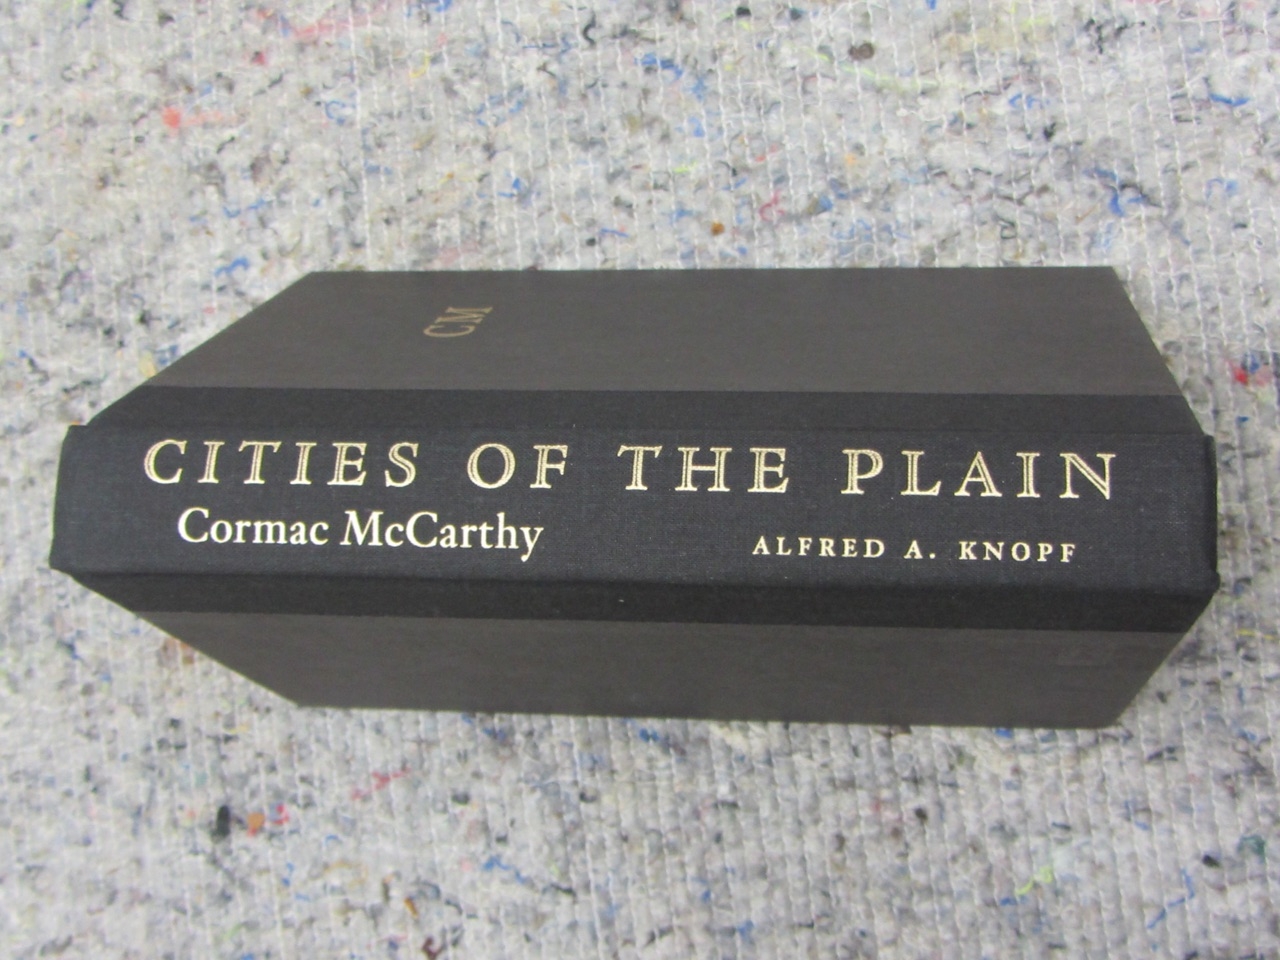 CM
CITIES OF THE PLAIN
Cormac McCarthy
ALFRED A. KNOPF